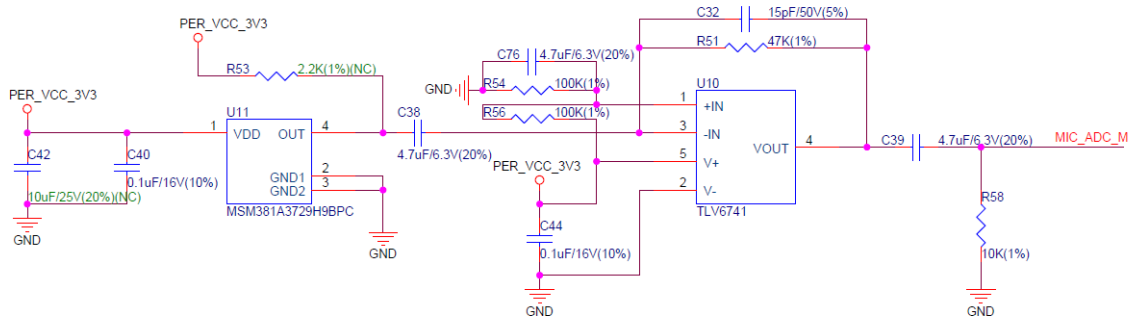 PER_VCC_3V3
R53
2.2K(1%)(NC)
PER_VCC_3V3
U11
1
VDD
OUT
4
GND1
2
GND2
3
MSM381A3729H9BPC
C42
10uF/25V(20%)(NC)
C40
0.1uF/16V(10%)
GND
GND
C38
4.7uF/6.3V(20%)
C76
4.7uF/6.3V(20%)
GND
R54
100K(1%)
R56
100K(1%)
PER_VCC_3V3
C44
0.1uF/16V(10%)
GND
C32
15pF/50V(5%)
R51
47K(1%)
U10
1
+IN
3
-IN
5
V+
2
V-
VOUT
4
TLV6741
C39
4.7uF/6.3V(20%)
MIC_ADC_M
R58
10K(1%)
GND